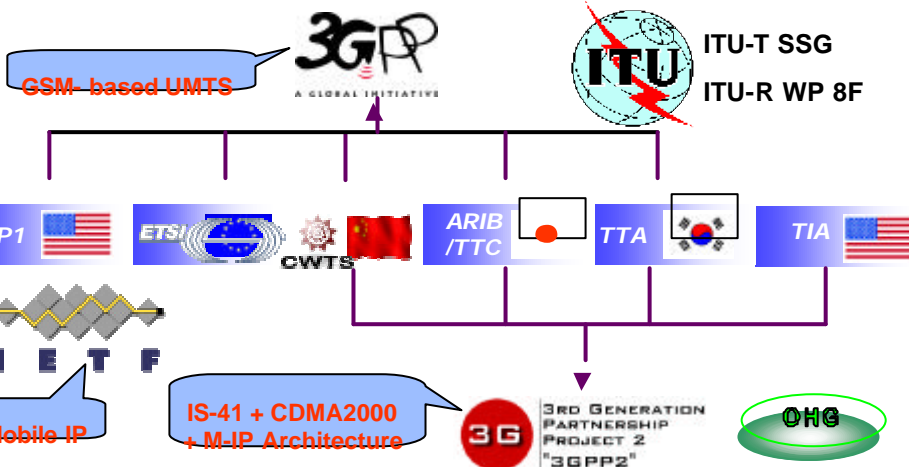 3GPP
A GLOBAL INITIATIVE
GSM- based UMTS
ITU
ITU-T SSG
ITU-R WP 8F
P1
ETSI
CWTS
ARIB
/TTC
TTA
TIA
E T F
obile IP
IS-41 + CDMA2000
+ M-IP Architecture
3G
3RD GENERATION
PARTNERSHIP
PROJECT 2
"3GPP2"
OHG